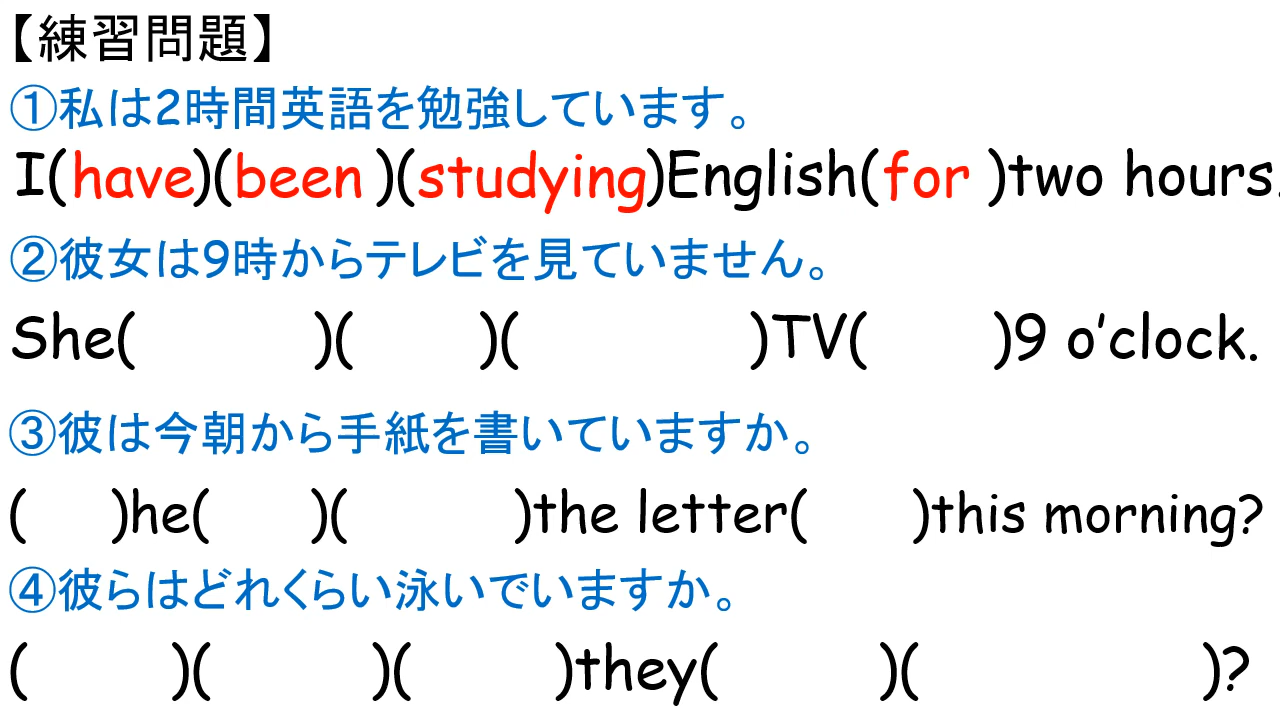 【練習問題】
①私は2時間英語を勉強しています。
I(have)(been )(studying)English(for )two hours.
②彼女は9時からテレビを見ていません。
She( )( )( )TV( )9 o’clock.
③彼は今朝から手紙を書いていますか。
( )he( )( )the letter( )this morning?
④彼らはどれくらい泳いでいますか。
( )( )( )they( )( )?